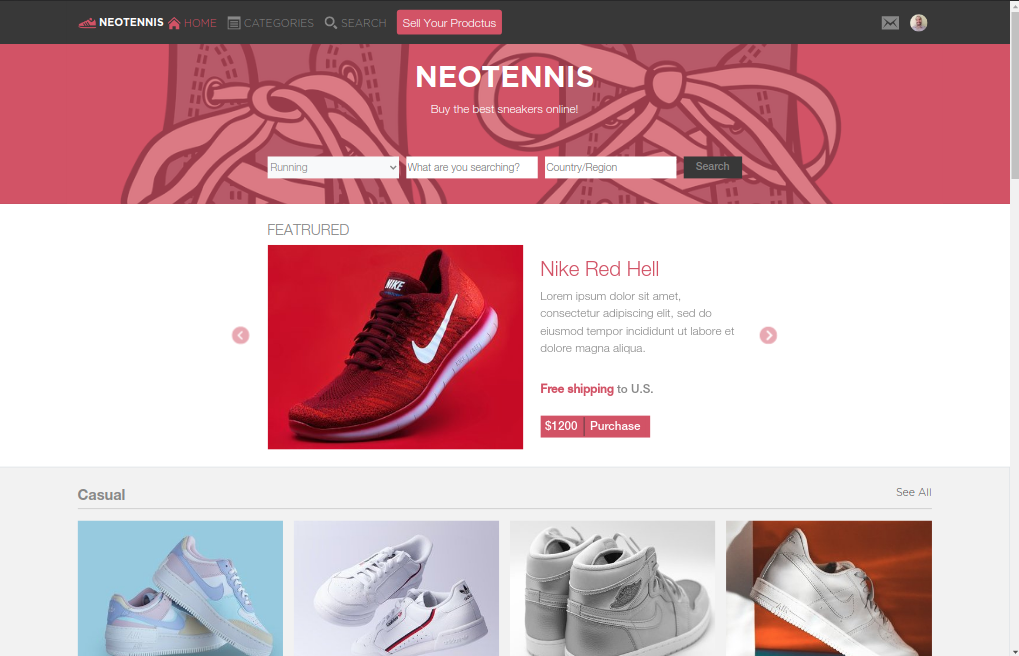 NEOTENNIS HOME CATEGORIES SEARCH Sell Your Prodctus
NEOTENNIS
Buy the best sneakers online!
Running What are you searching? Country/Region Search
FEATRURED
NIKE
Nike Red Hell
Lorem ipsum dolor sit amet,
consectetur adipiscing elit, sed do
eiusmod tempor incididunt ut labore et
dolore magna aliqua.
Free shipping to U.S.
$1200 Purchase
Casual See All